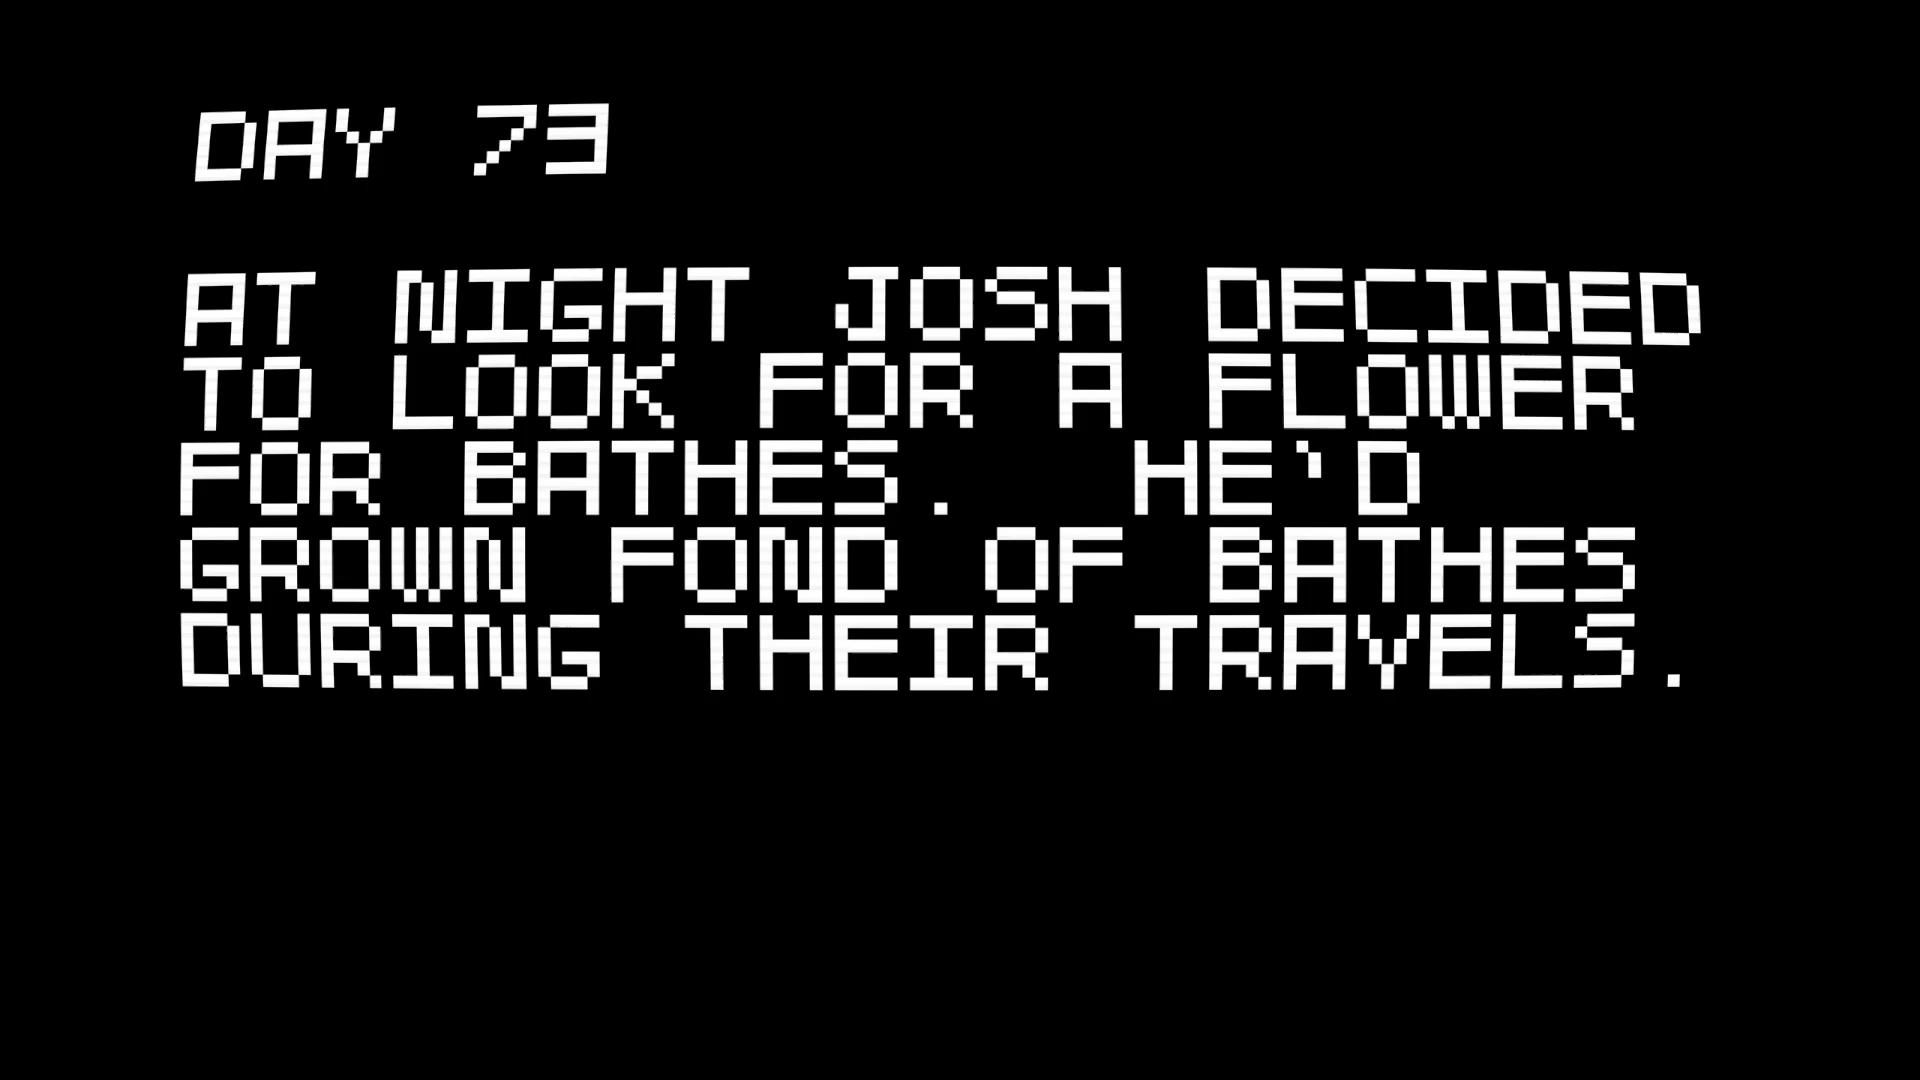 DAY 73
AT NIGHT JOSH DECIDED
TO LOOK FOR A FLOWER
FOR BATHES. HE'D
GROWN FOND OF BATHES
DURING THEIR TRAVELS.